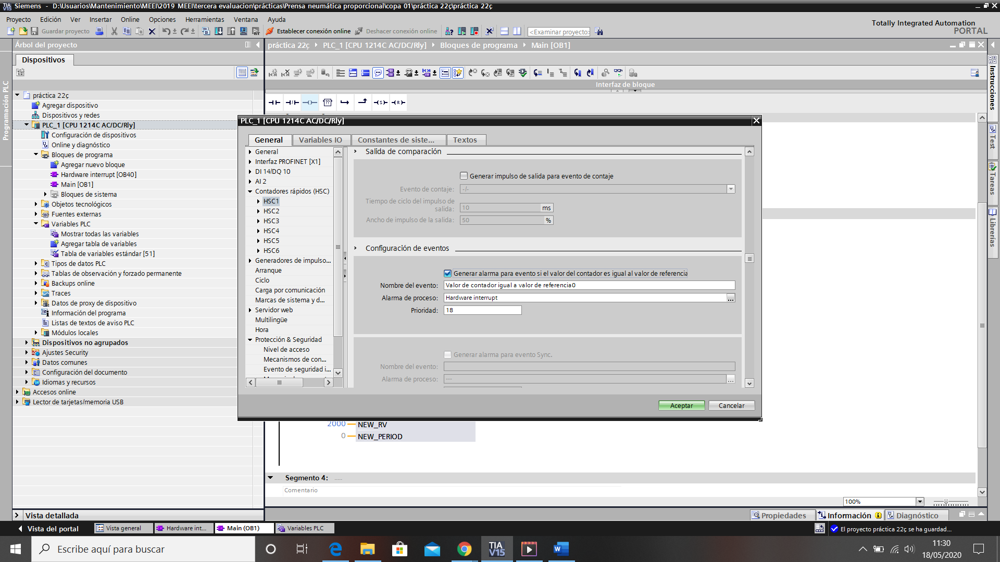 Siemens - D:\Usuarios\Mantenimiento\MEEI\2019 MEEI\tercera evaluacion\prácticas\Prensa neumática proporcional\copa 01\práctica 22ç\práctica 22ç
Proyecto Edición Ver Insertar Online Opciones Herramientas Ventana Ayuda
Totally Integrated Automation
PORTAL
Guardar proyecto Establecer conexión online Deshacer conexión online <Examinar proyecto>
Árbol del proyecto
práctica 22ç PLC_1 [CPU 1214C AC/DC/Rly] Bloques de programa Main [OB1]
Dispositivos
Interfaz de bloque
Programación PLC
práctica 22ç
Agregar dispositivo
Dispositivos y redes
PLC_1 [CPU 1214C AC/DC/Rly]
Configuración de dispositivos
Online y diagnóstico
Bloques de programa
Agregar nuevo bloque
Hardware interrupt [OB40]
Main [OB1]
Bloques de sistema
Objetos tecnológicos
Fuentes externas
Variables PLC
Mostrar todas las variables
Agregar tabla de variables
Tabla de variables estándar [51]
Tipos de datos PLC
Tablas de observación y forzado permanente
Backups online
Traces
Datos de proxy de dispositivo
Información del programa
Listas de textos de aviso PLC
Módulos locales
Dispositivos no agrupados
Ajustes Security
Datos comunes
Configuración del documento
Idiomas y recursos
Accesos online
Lector de tarjetas/memoria USB
Vista detallada
PLC_1 [CPU 1214C AC/DC/Rly]
General Variables IO Constantes de siste... Textos
General
Interfaz PROFINET [X1]
DI 14/DQ 10
AI 2
Contadores rápidos (HSC)
HSC1
HSC2
HSC3
HSC4
HSC5
HSC6
Generadores de impulso...
Arranque
Ciclo
Carga por comunicación
Marcas de sistema y d...
Servidor web
Multilingüe
Hora
Protección & Seguridad
Nivel de acceso
Mecanismos de con...
Evento de seguridad i...
Salida de comparación
Generar impulso de salida para evento de contaje
Evento de contaje: -/-
Tiempo de ciclo del impulso de salida: 10 ms
Ancho de impulso de la salida: 50 %
Configuración de eventos
Generar alarma para evento si el valor del contador es igual al valor de referencia
Nombre del evento: Valor de contador igual a valor de referencia0
Alarma de proceso: Hardware interrupt ...
Prioridad: 18
Generar alarma para evento Sync.
Nombre del evento:
Alarma de proceso: --- ...
Aceptar Cancelar
2000 NEW_RV
0 NEW_PERIOD
Segmento 4: .....
Comentario
100%
Propiedades Información Diagnóstico
Instrucciones
Test
Tareas
Librerías
Vista del portal Vista general Hardware int... Main (OB1) Variables PLC El proyecto práctica 22ç se ha guardad...
Escribe aquí para buscar
TIA V15
11:30
18/05/2020